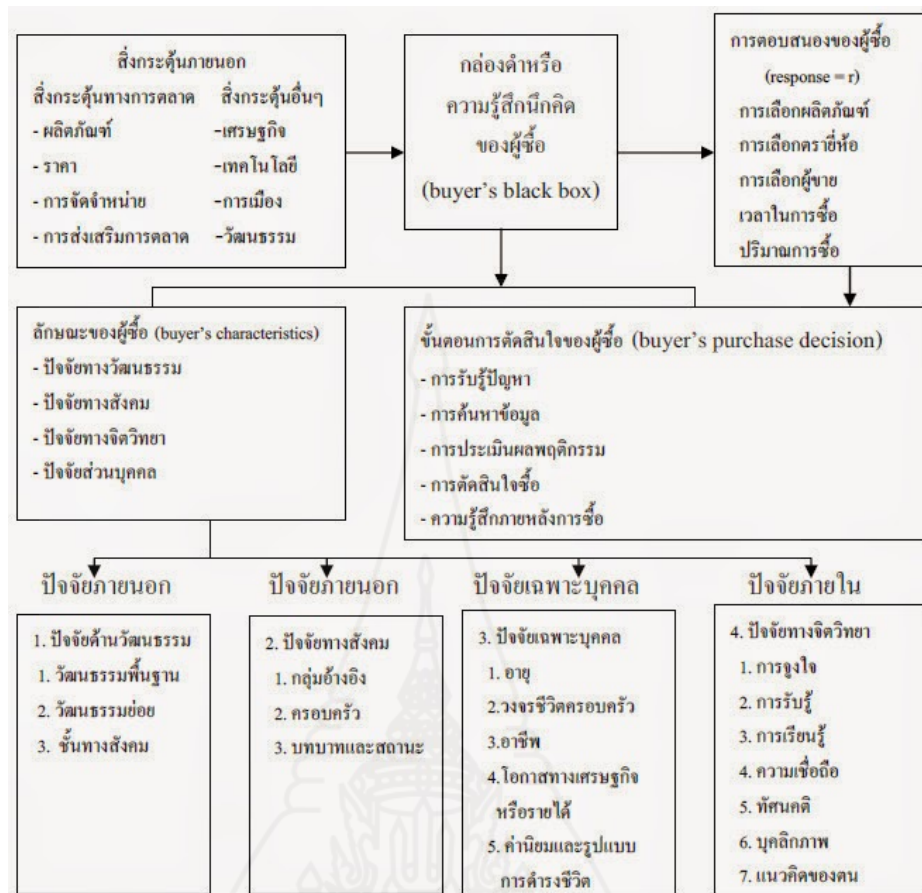 สิ่งกระตุ้นภายนอก
สิ่งกระตุ้นทางการตลาด สิ่งกระตุ้นอื่นๆ
- ผลิตภัณฑ์ -เศรษฐกิจ
- ราคา -เทคโนโลยี
- การจัดจำหน่าย -การเมือง
- การส่งเสริมการตลาด -วัฒนธรรม
กล่องดำหรือ
ความรู้สึกนึกคิด
ของผู้ซื้อ
(buyer's black box)
การตอบสนองของผู้ซื้อ
(response = r)
การเลือกผลิตภัณฑ์
การเลือกตรายี่ห้อ
การเลือกผู้ขาย
เวลาในการซื้อ
ปริมาณการซื้อ
ลักษณะของผู้ซื้อ (buyer's characteristics)
- ปัจจัยทางวัฒนธรรม
- ปัจจัยทางสังคม
- ปัจจัยทางจิตวิทยา
- ปัจจัยส่วนบุคคล
ขั้นตอนการตัดสินใจของผู้ซื้อ (buyer's purchase decision)
- การรับรู้ปัญหา
- การค้นหาข้อมูล
- การประเมินผลพฤติกรรม
- การตัดสินใจซื้อ
- ความรู้สึกภายหลังการซื้อ
ปัจจัยภายนอก
1. ปัจจัยด้านวัฒนธรรม
1. วัฒนธรรมพื้นฐาน
2. วัฒนธรรมย่อย
3. ชั้นทางสังคม
ปัจจัยภายนอก
2. ปัจจัยทางสังคม
1. กลุ่มอ้างอิง
2. ครอบครัว
3. บทบาทและสถานะ
ปัจจัยเฉพาะบุคคล
3. ปัจจัยเฉพาะบุคคล
1. อายุ
2.วงจรชีวิตครอบครัว
3.อาชีพ
4.โอกาสทางเศรษฐกิจ
หรือรายได้
5. ค่านิยมและรูปแบบ
การดำรงชีวิต
ปัจจัยภายใน
4. ปัจจัยทางจิตวิทยา
1. การจูงใจ
2. การรับรู้
3. การเรียนรู้
4. ความเชื่อถือ
5. ทัศนคติ
6. บุคลิกภาพ
7. แนวคิดของตน